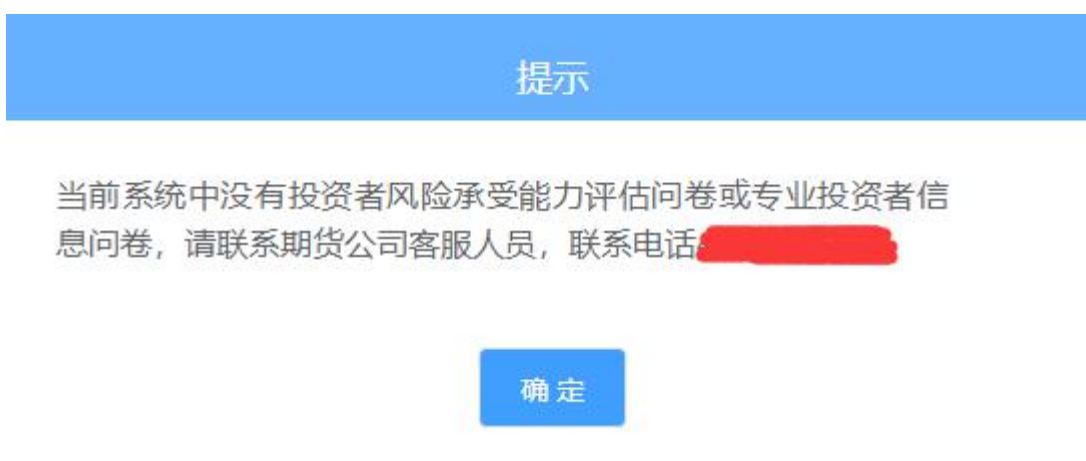 提示
当前系统中没有投资者风险承受能力评估问卷或专业投资者信
息问卷，请联系期货公司客服人员，联系电话
确定